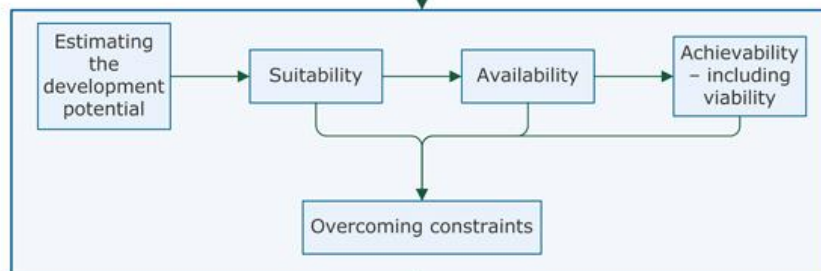 Estimating
the
development
potential
Suitability
Availability
Achievability
– including
viability
Overcoming constraints